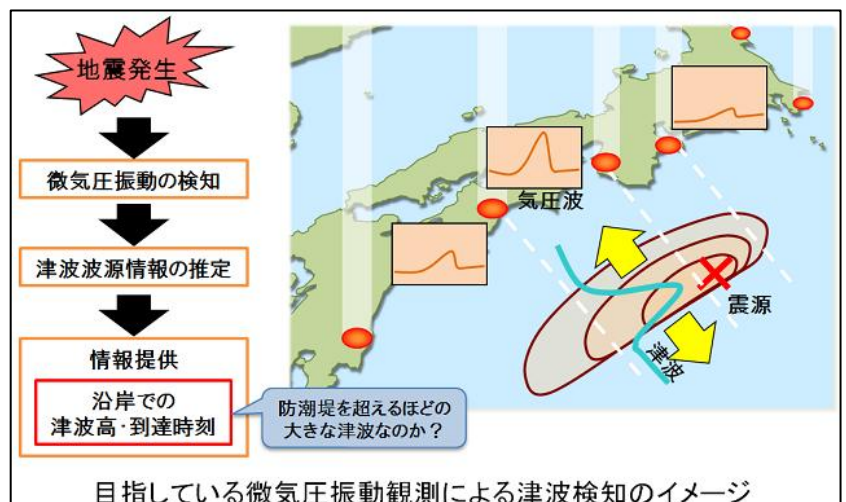 地震発生
微気圧振動の検知
津波波源情報の推定
情報提供
沿岸での
津波高・到達時刻
防潮堤を超えるほどの
大きな津波なのか？
気圧波
震源
津波
目指している微気圧振動観測による津波検知のイメージ